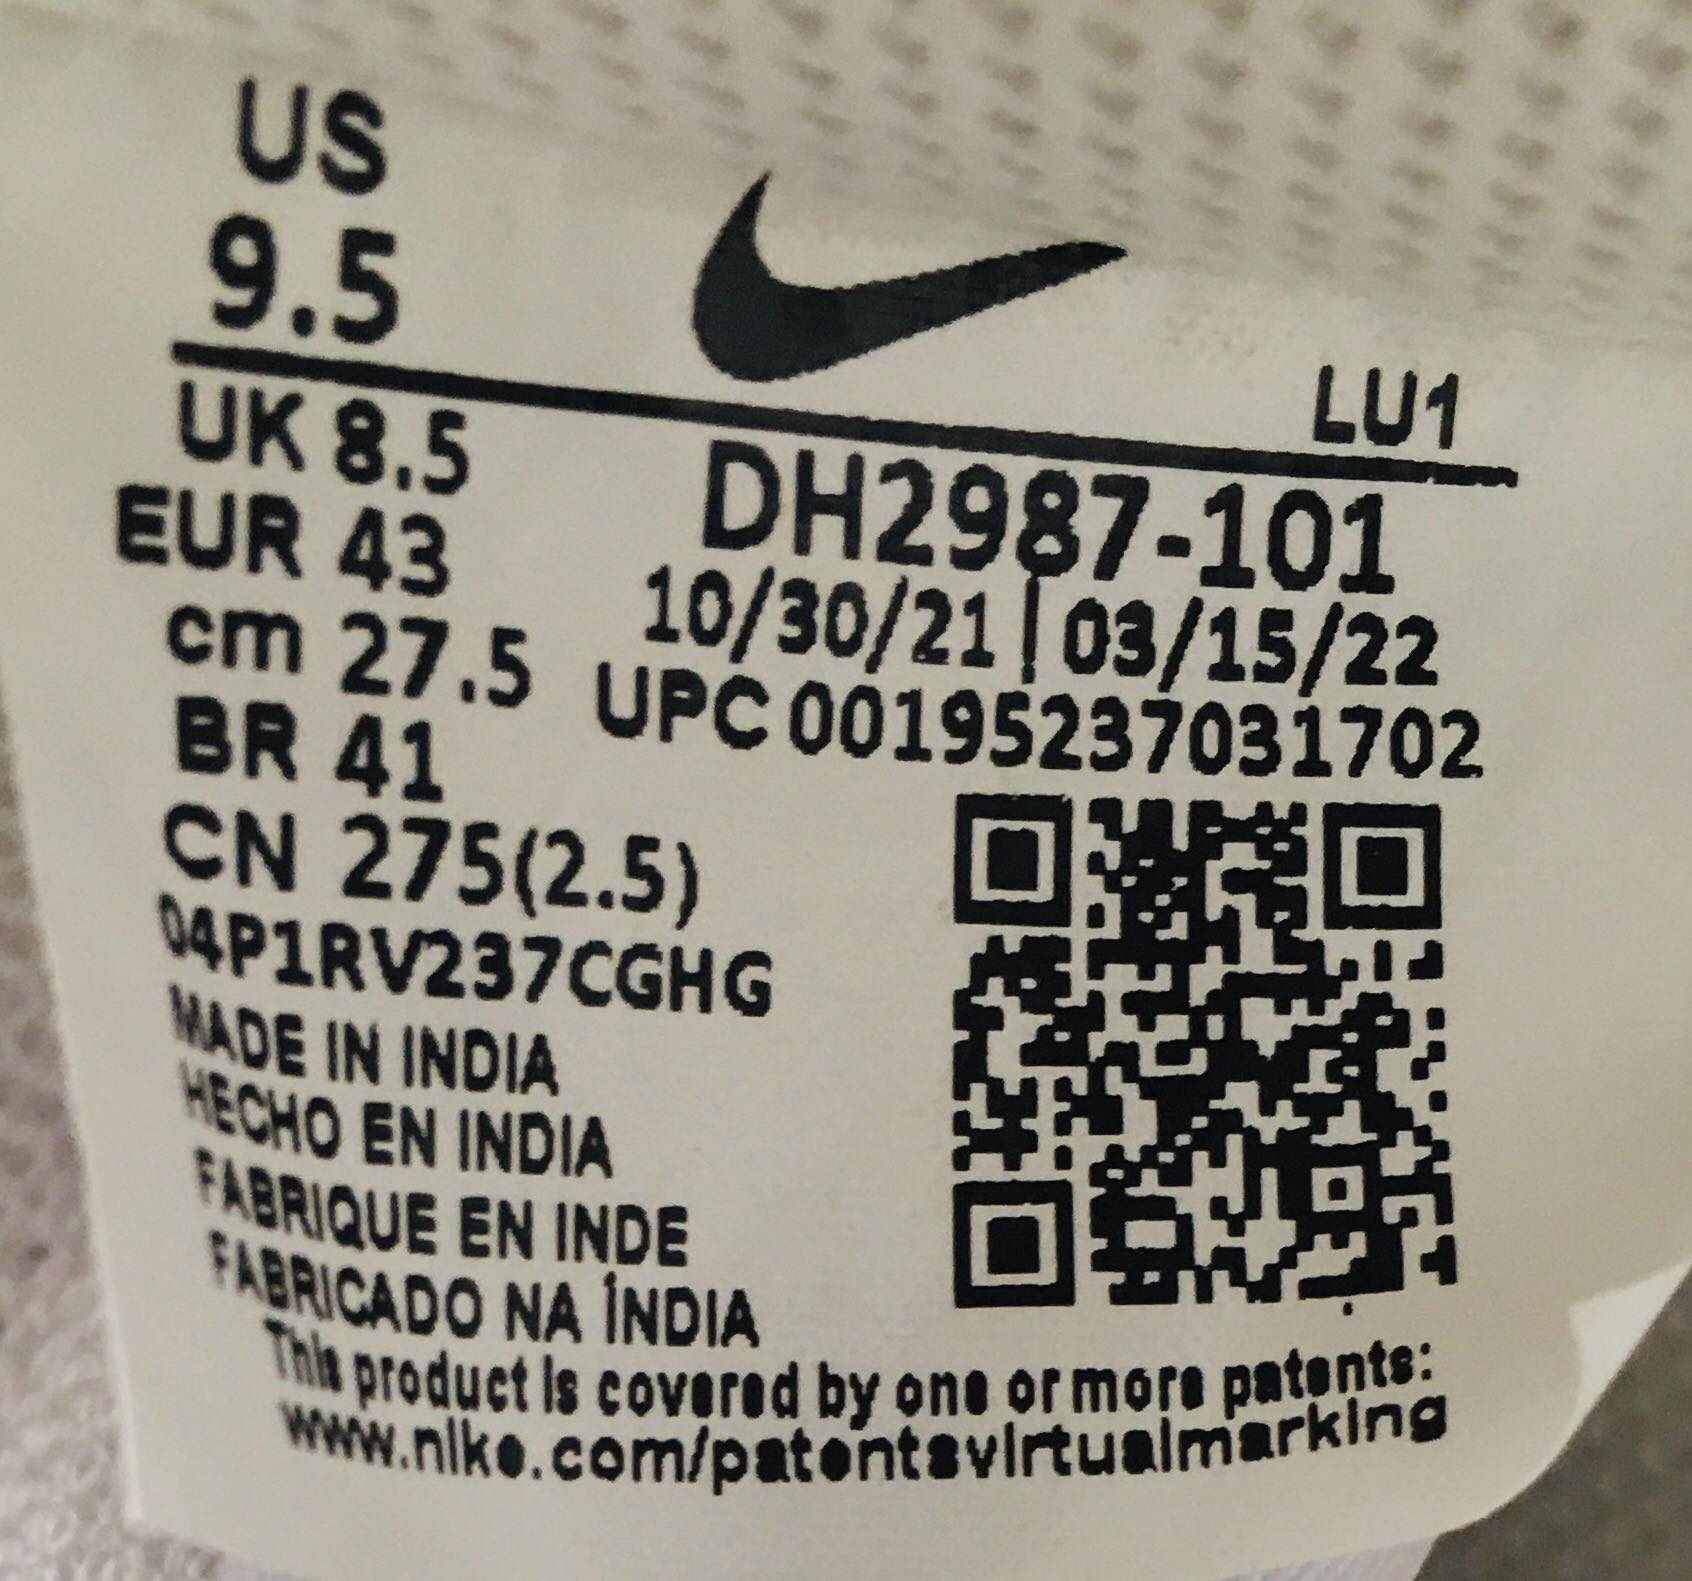 US
9.5
LU1
UK 8.5
EUR 43
cm 27.5
BR 41
CN 275(2.5)
DH2987-101
10/30/21 | 03/15/22
UPC 00195237031702
04P1RV237CGHG
MADE IN INDIA
HECHO EN INDIA
FABRIQUE EN INDE
FABRICADO NA ÍNDIA
This product is covered by one or more patents:
www.nike.com/patentsvirtualmarking